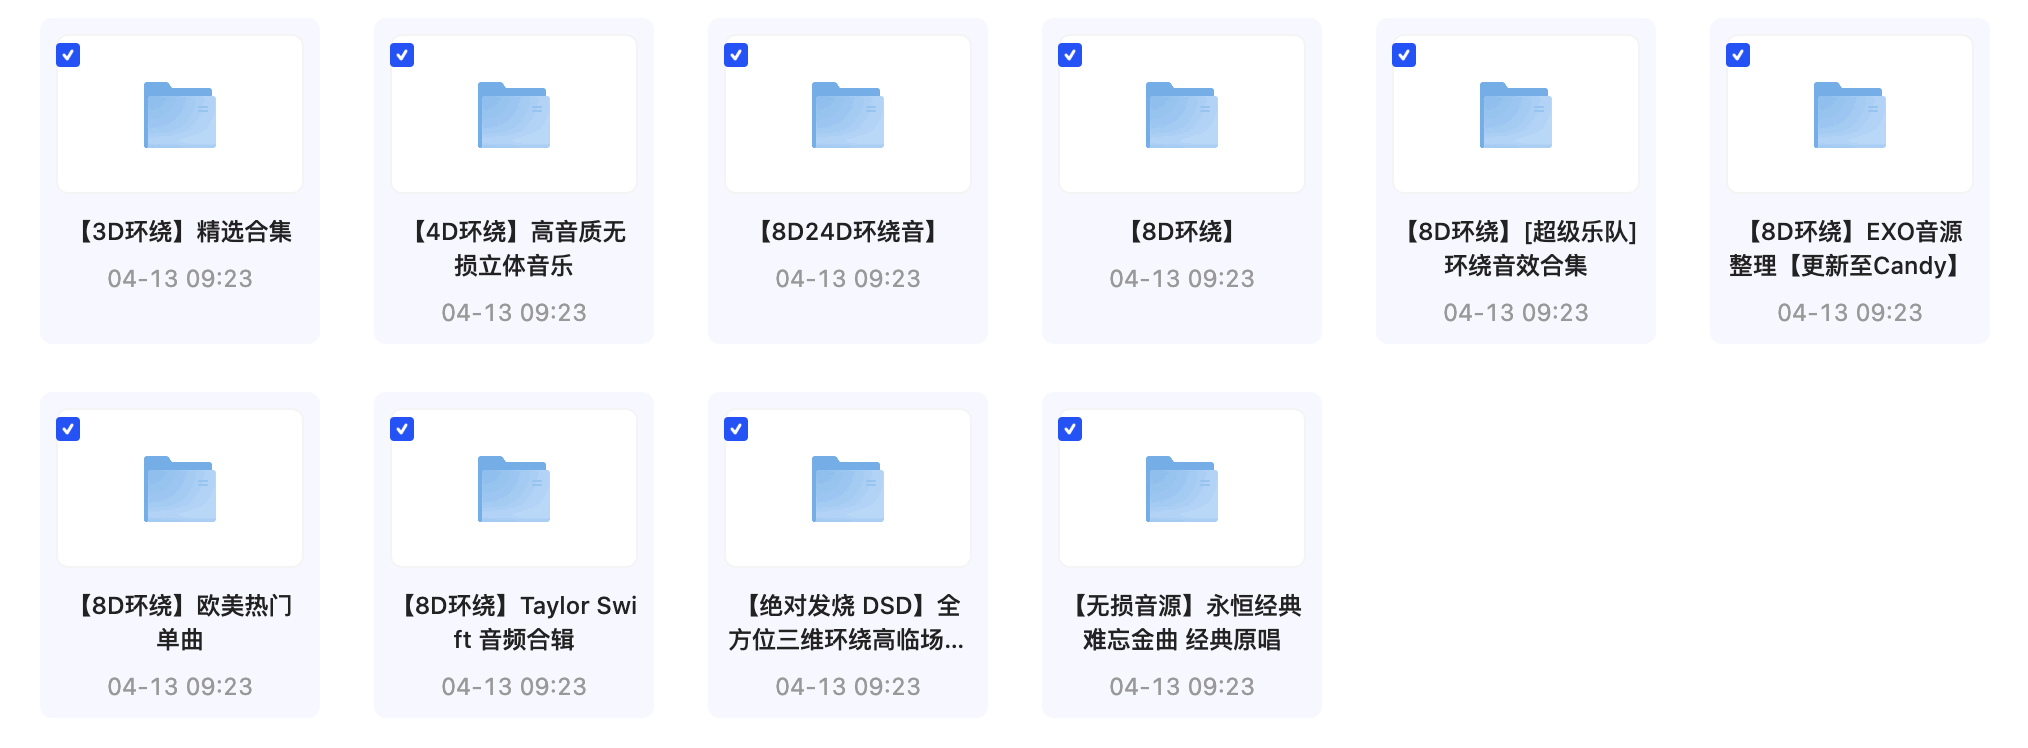 【3D环绕】精选合集
04-13 09:23
【4D环绕】高音质无
损立体音乐
04-13 09:23
【8D24D环绕音】
04-13 09:23
【8D环绕】
04-13 09:23
【8D环绕】[超级乐队]
环绕音效合集
04-13 09:23
【8D环绕】EXO音源
整理【更新至Candy】
04-13 09:23
【8D环绕】欧美热门
单曲
04-13 09:23
【8D环绕】Taylor Swi
ft 音频合辑
04-13 09:23
【绝对发烧 DSD】全
方位三维环绕高临场...
04-13 09:23
【无损音源】永恒经典
难忘金曲 经典原唱
04-13 09:23